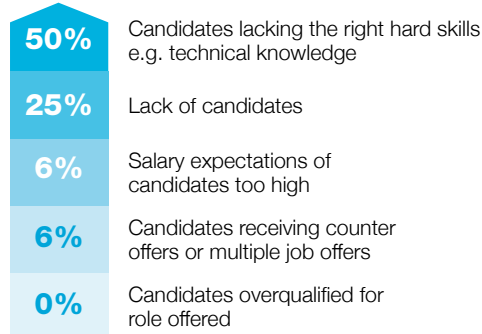 50%
Candidates lacking the right hard skills
e.g. technical knowledge
25%
Lack of candidates
6%
Salary expectations of
candidates too high
6%
Candidates receiving counter
offers or multiple job offers
0%
Candidates overqualified for
role offered